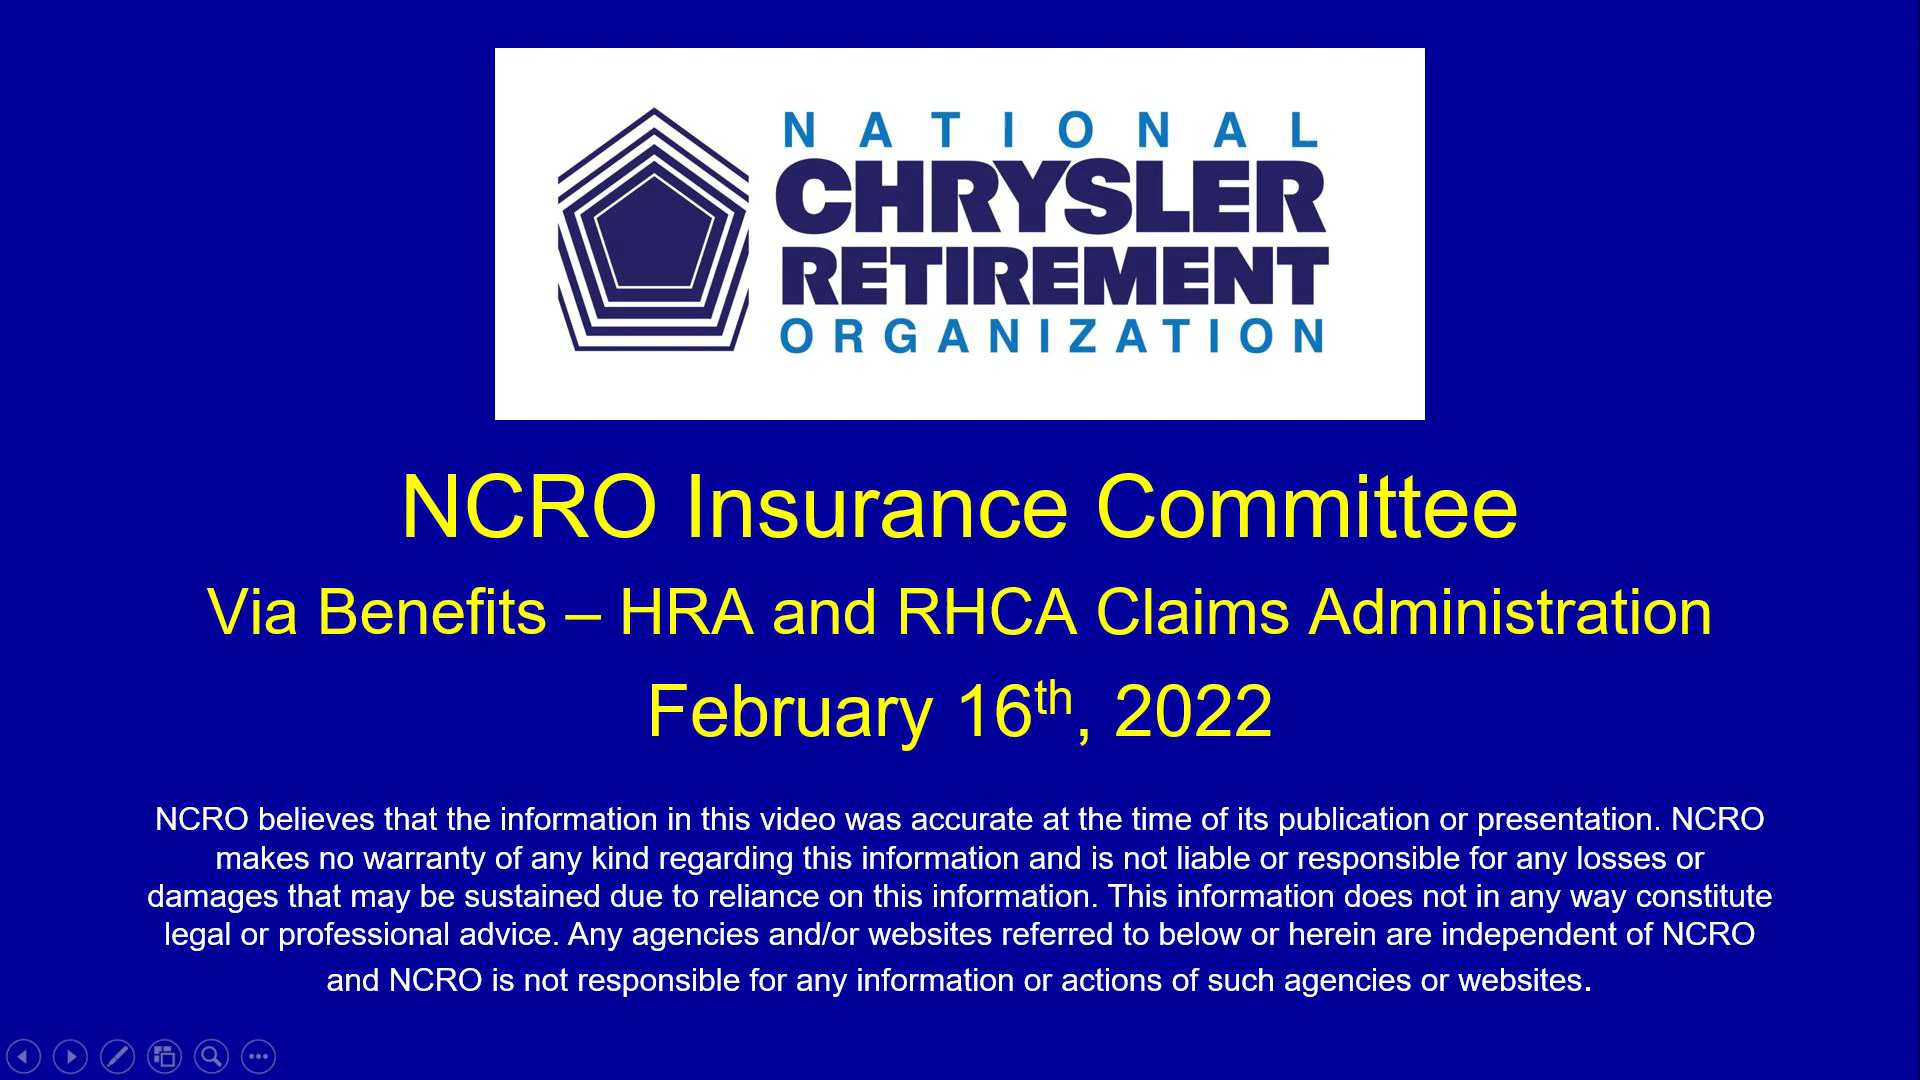 NATIONAL
CHRYSLER
RETIREMENT
ORGANIZATION
NCRO Insurance Committee
Via Benefits – HRA and RHCA Claims Administration
February 16th, 2022
NCRO believes that the information in this video was accurate at the time of its publication or presentation. NCRO
makes no warranty of any kind regarding this information and is not liable or responsible for any losses or
damages that may be sustained due to reliance on this information. This information does not in any way constitute
legal or professional advice. Any agencies and/or websites referred to below or herein are independent of NCRO
and NCRO is not responsible for any information or actions of such agencies or websites.